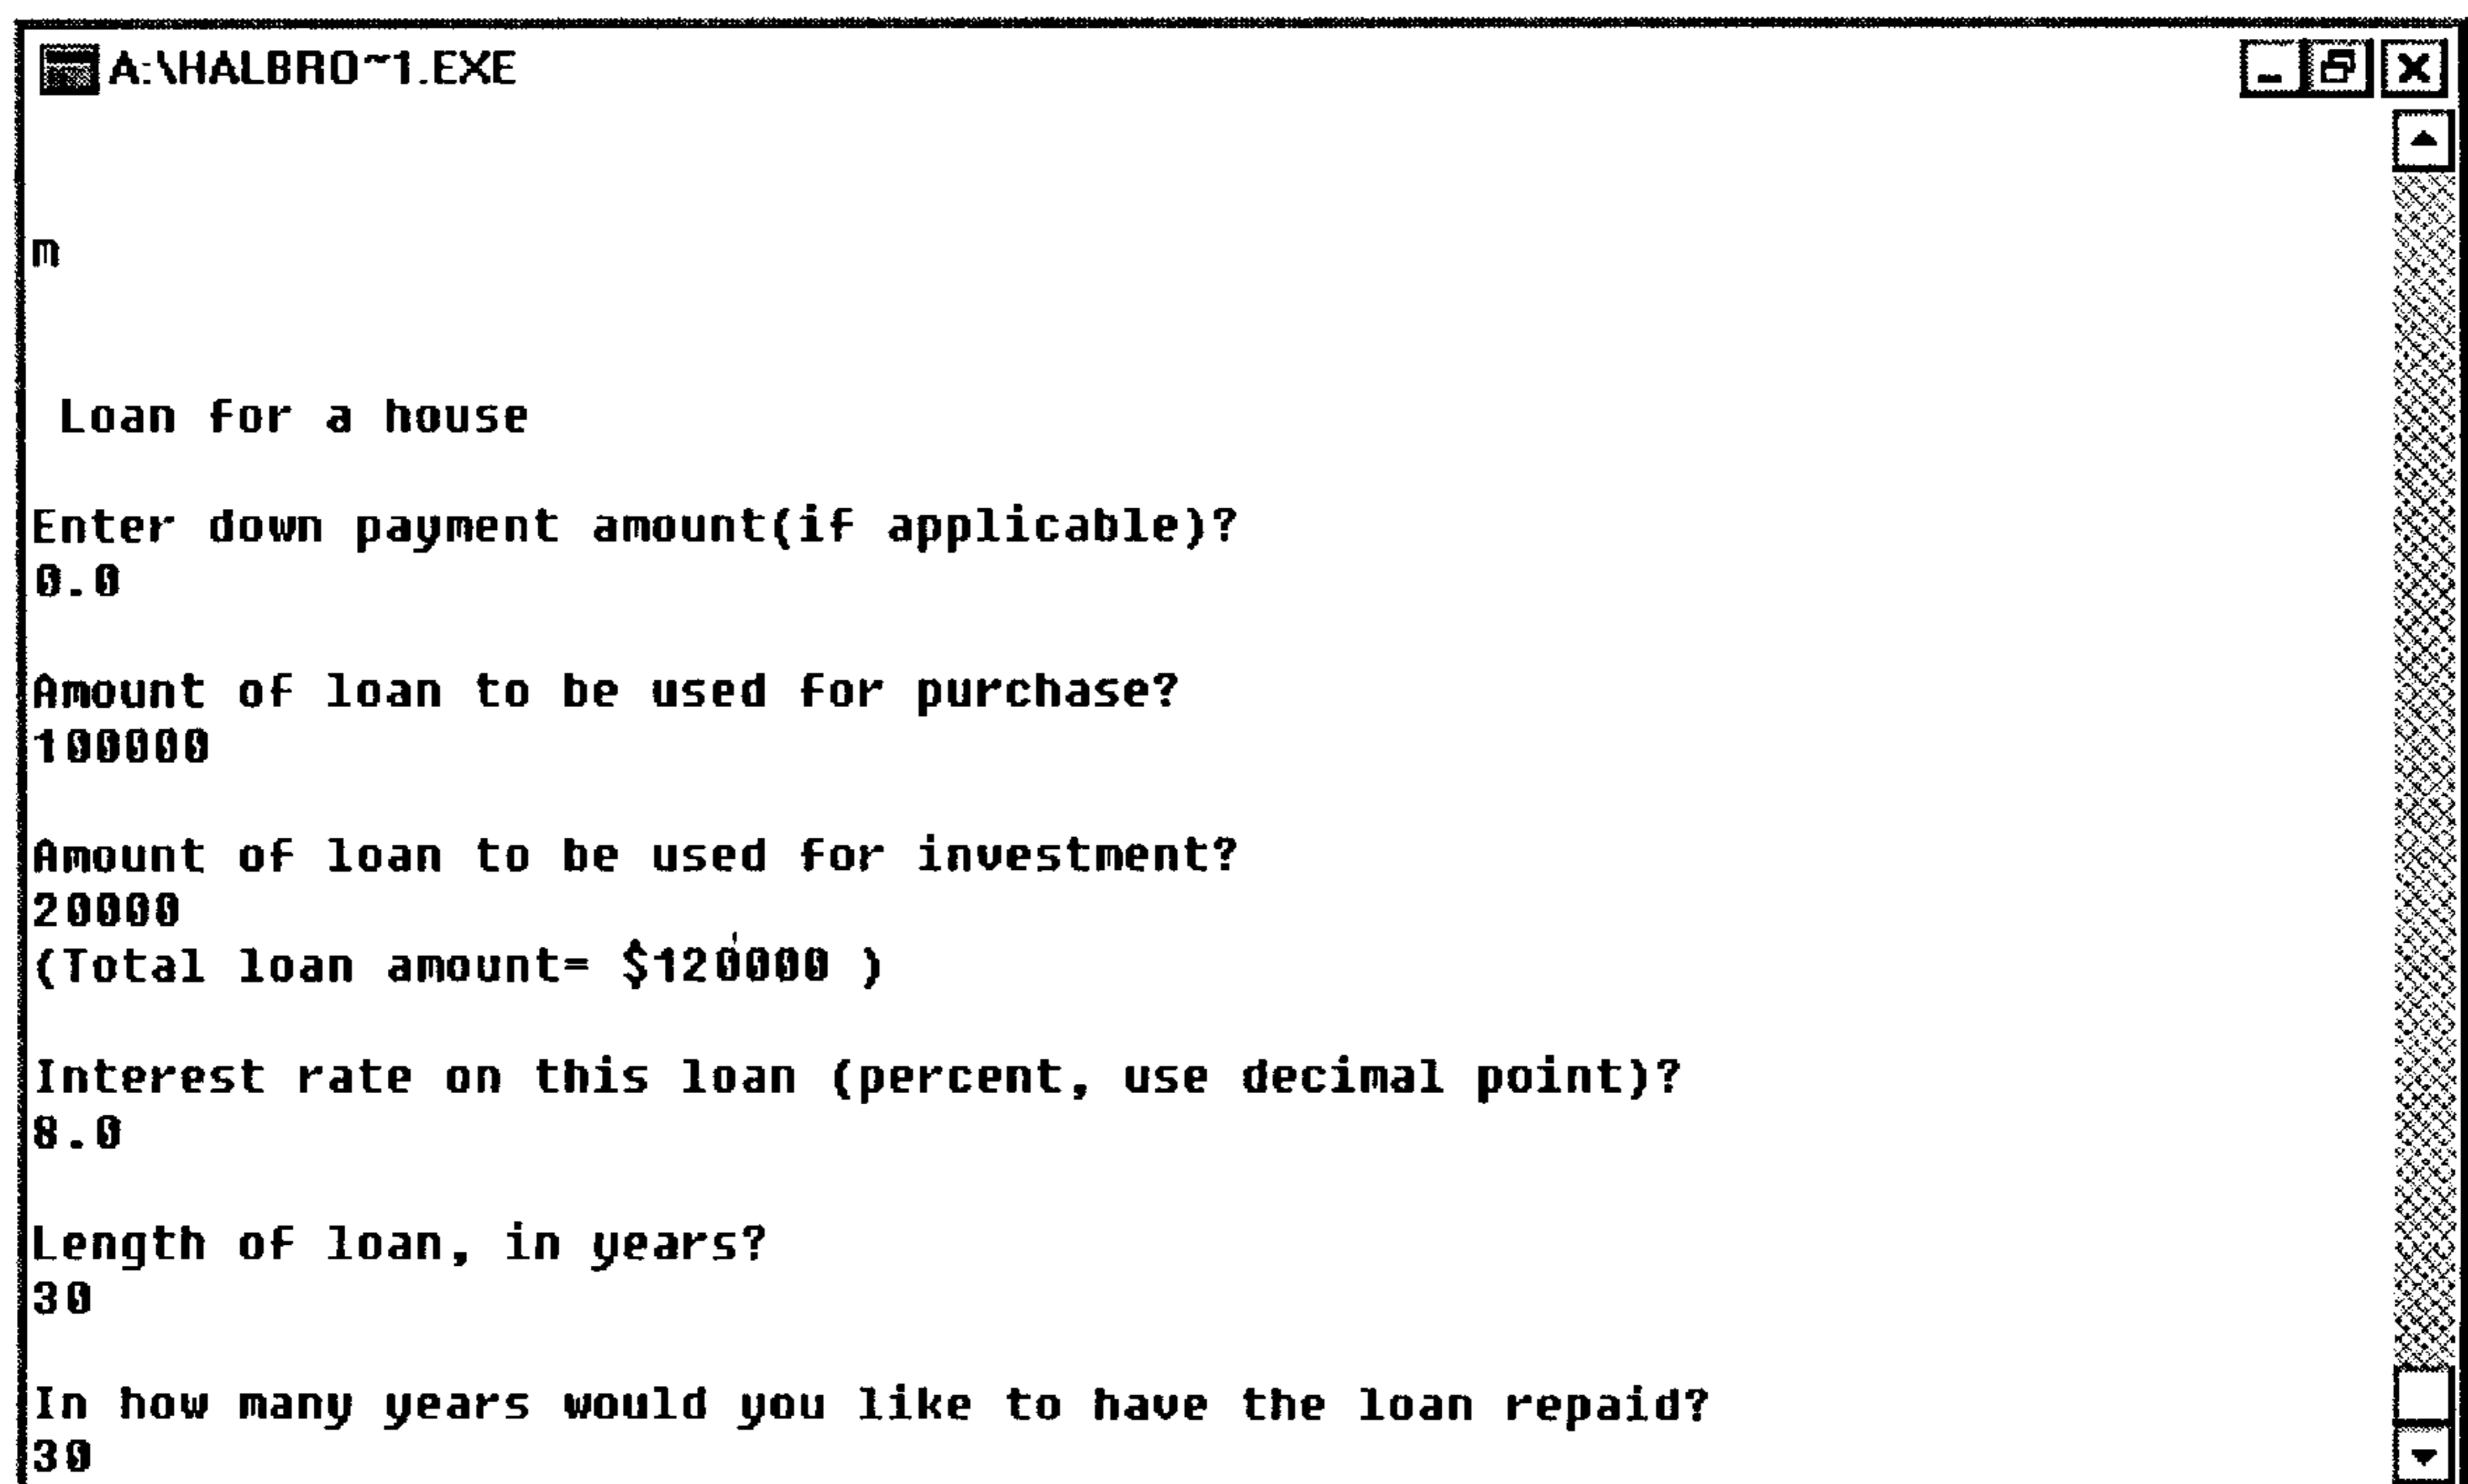 A:\HALBRO~1.EXE
m
Loan for a house
Enter down payment amount(if applicable)?
0.0
Amount of loan to be used for purchase?
100000
Amount of loan to be used for investment?
20000
(Total loan amount= $120000 )
Interest rate on this loan (percent, use decimal point)?
8.0
Length of loan, in years?
30
In how many years would you like to have the loan repaid?
30